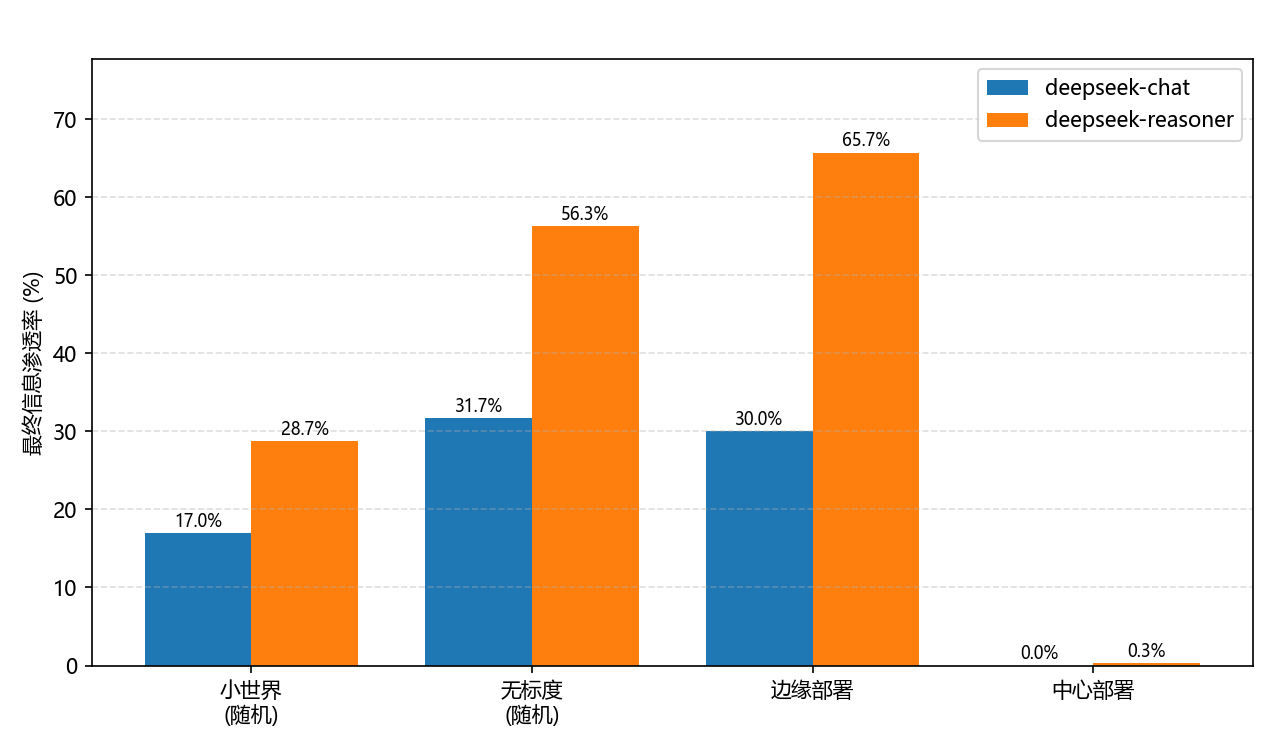 deepseek-chat
deepseek-reasoner
最终信息渗透率 (%)
70
60
50
40
30
20
10
0
17.0%
28.7%
31.7%
56.3%
30.0%
65.7%
0.0%
0.3%
小世界
(随机)
无标度
(随机)
边缘部署
中心部署